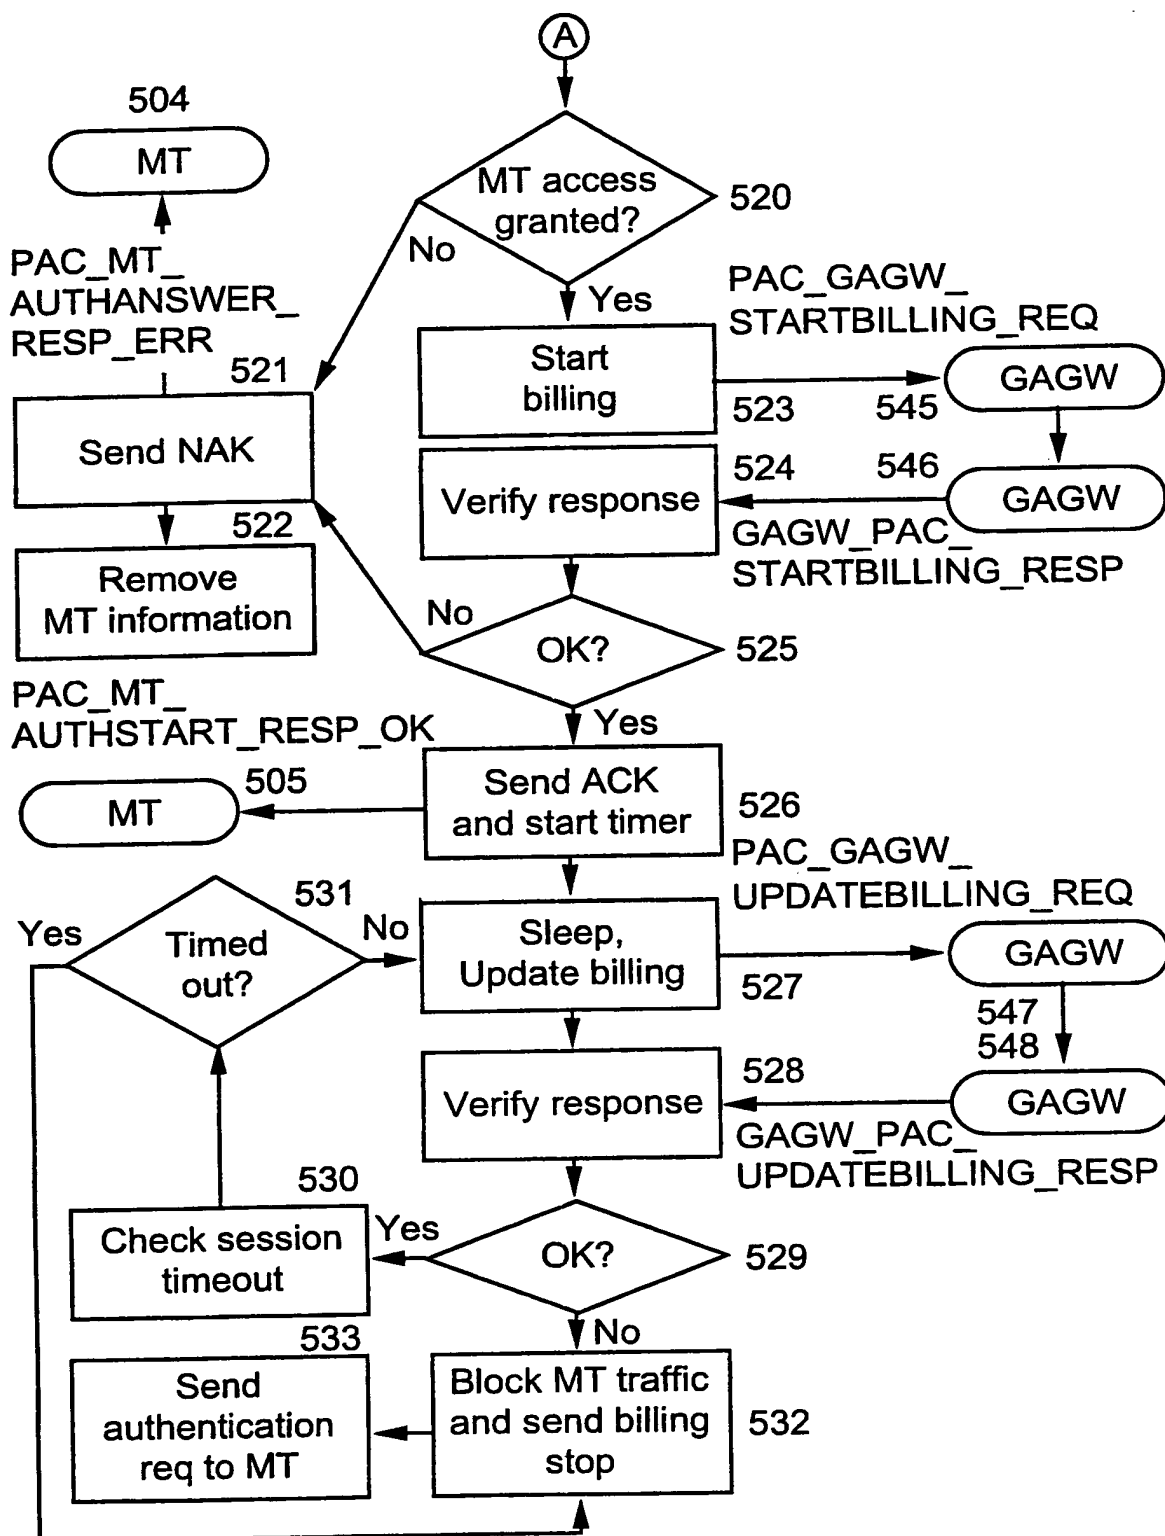 A
504
MT
MT access
granted?
520
No
Yes
PAC_MT_
AUTHANSWER_
RESP_ERR
PAC_GAGW_
STARTBILLING_REQ
521
Start
billing
GAGW
523
545
Send NAK
524
546
Verify response
GAGW
522
GAGW_PAC_
STARTBILLING_RESP
Remove
MT information
No
OK?
525
PAC_MT_
AUTHSTART_RESP_OK
Yes
505
MT
Send ACK
and start timer
526
PAC_GAGW_
UPDATEBILLING_REQ
531
Yes
Timed
out?
No
Sleep,
Update billing
GAGW
527
547
548
528
Verify response
GAGW
GAGW_PAC_
UPDATEBILLING_RESP
530
Check session
timeout
Yes
OK?
529
No
533
Send
authentication
req to MT
Block MT traffic
and send billing
stop
532